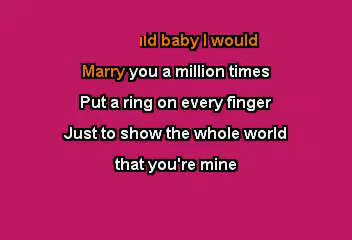 baby I would
Marry you a million times
Put a ring on every finger
Just to show the whole world
that you're mine